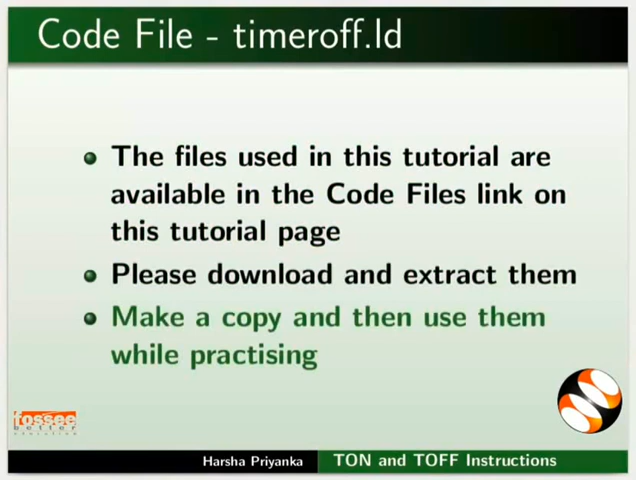 Code File - timeroff.ld
The files used in this tutorial are
available in the Code Files link on
this tutorial page
Please download and extract them
Make a copy and then use them
while practising
fossee
better
education
Harsha Priyanka
TON and TOFF Instructions